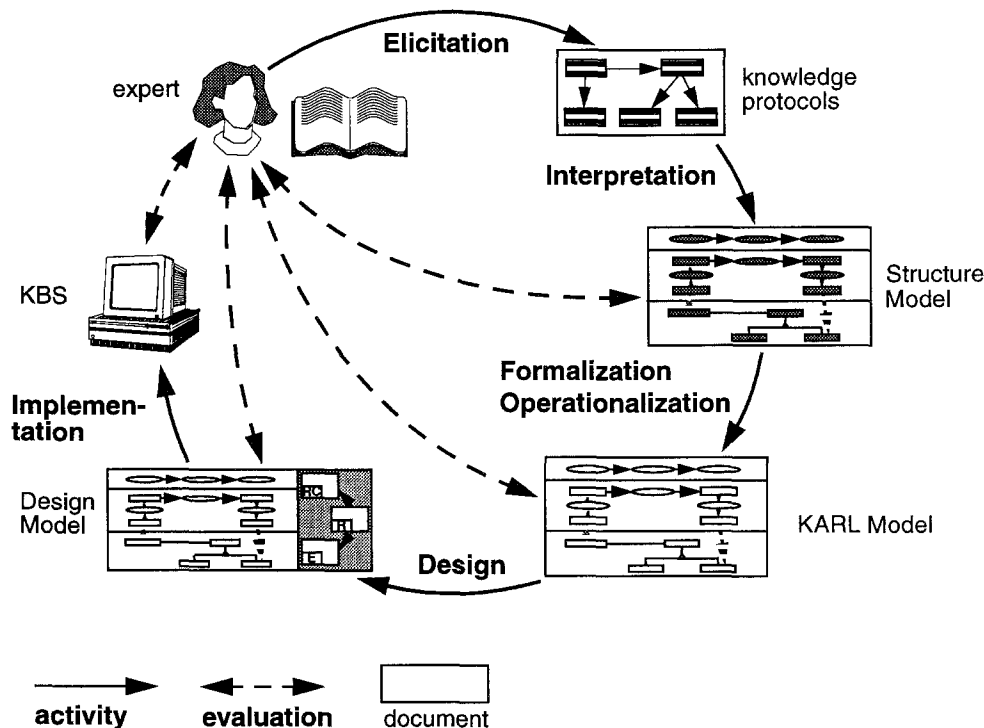 Elicitation
expert
knowledge
protocols
Interpretation
KBS
Structure
Model
Formalization
Operationalization
Implemen-
tation
Design
Model
RC
R
E
KARL Model
Design
activity
evaluation
document